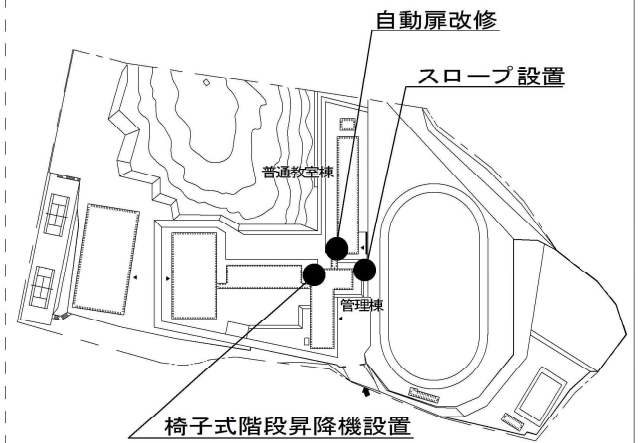 自動扉改修
スロープ設置
普通教室棟
管理棟
椅子式階段昇降機設置